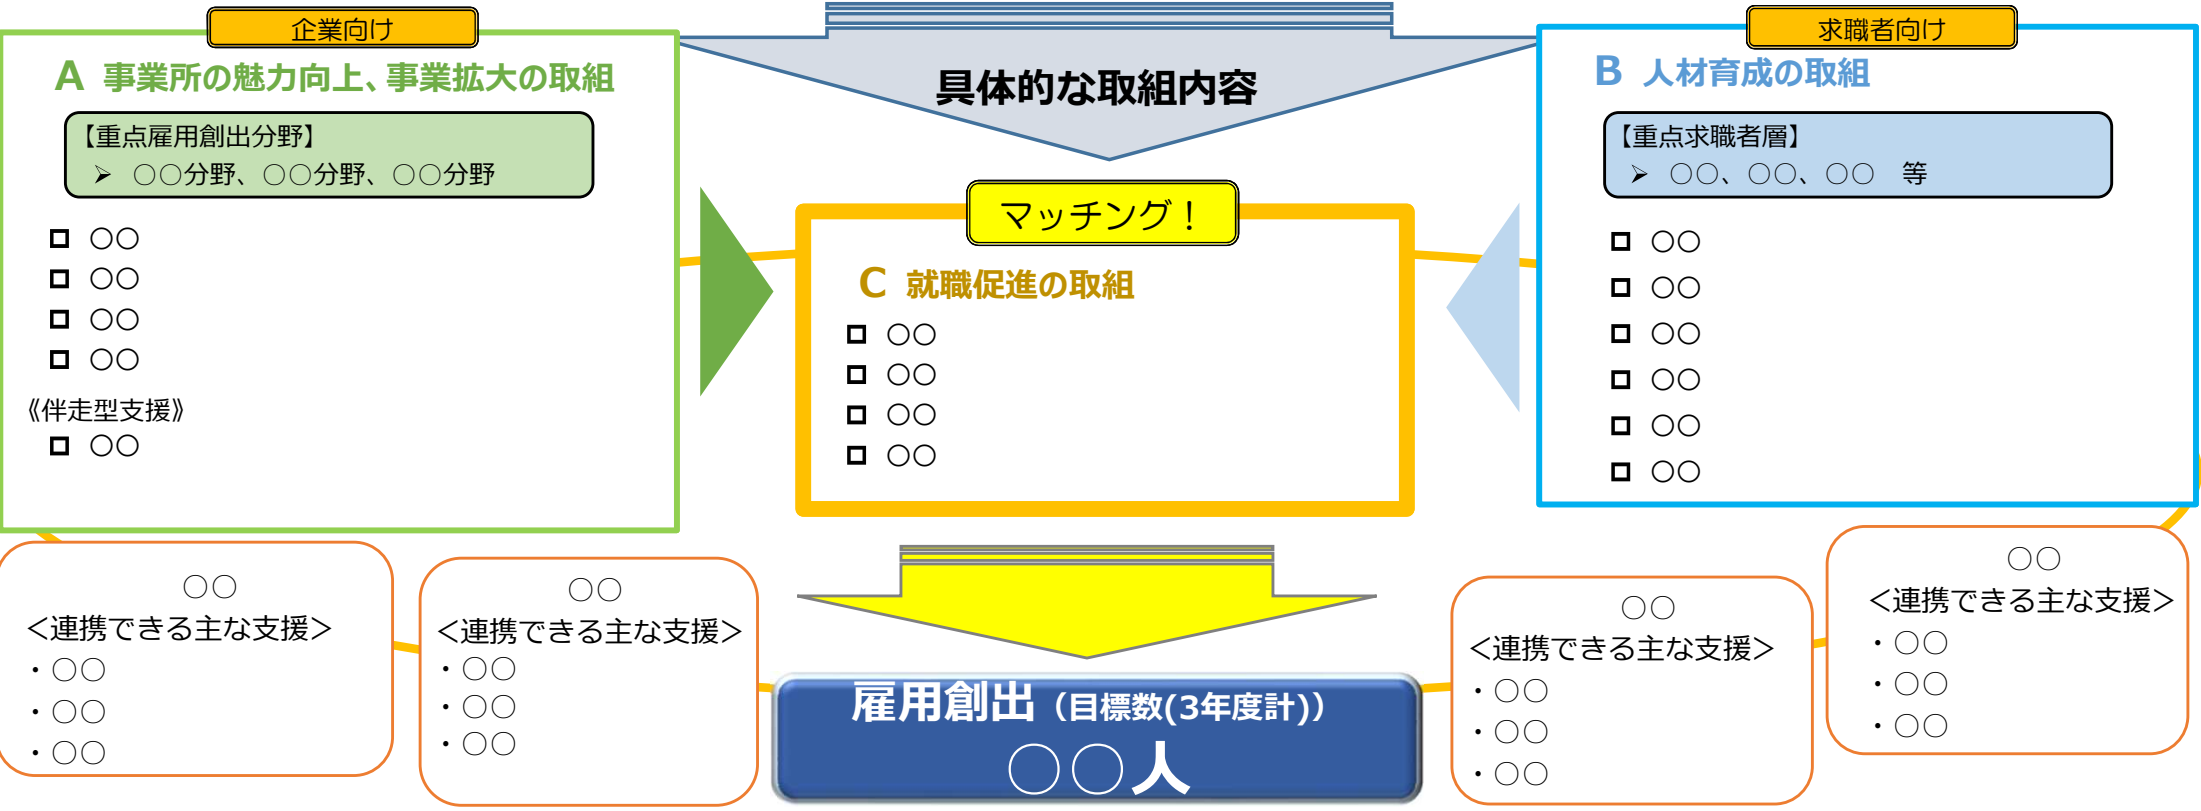 具体的な取組内容
企業向け
A 事業所の魅力向上、事業拡大の取組
【重点雇用創出分野】
➢ ○○分野、○○分野、○○分野
□ ○○
□ ○○
□ ○○
□ ○○
《伴走型支援》
□ ○○
マッチング！
C 就職促進の取組
□ ○○
□ ○○
□ ○○
□ ○○
求職者向け
B 人材育成の取組
【重点求職者層】
➢ ○○、○○、○○　等
□ ○○
□ ○○
□ ○○
□ ○○
□ ○○
□ ○○
○○
＜連携できる主な支援＞
・○○
・○○
・○○
○○
＜連携できる主な支援＞
・○○
・○○
・○○
雇用創出（目標数(3年度計)）
○○人
○○
＜連携できる主な支援＞
・○○
・○○
・○○
○○
＜連携できる主な支援＞
・○○
・○○
・○○